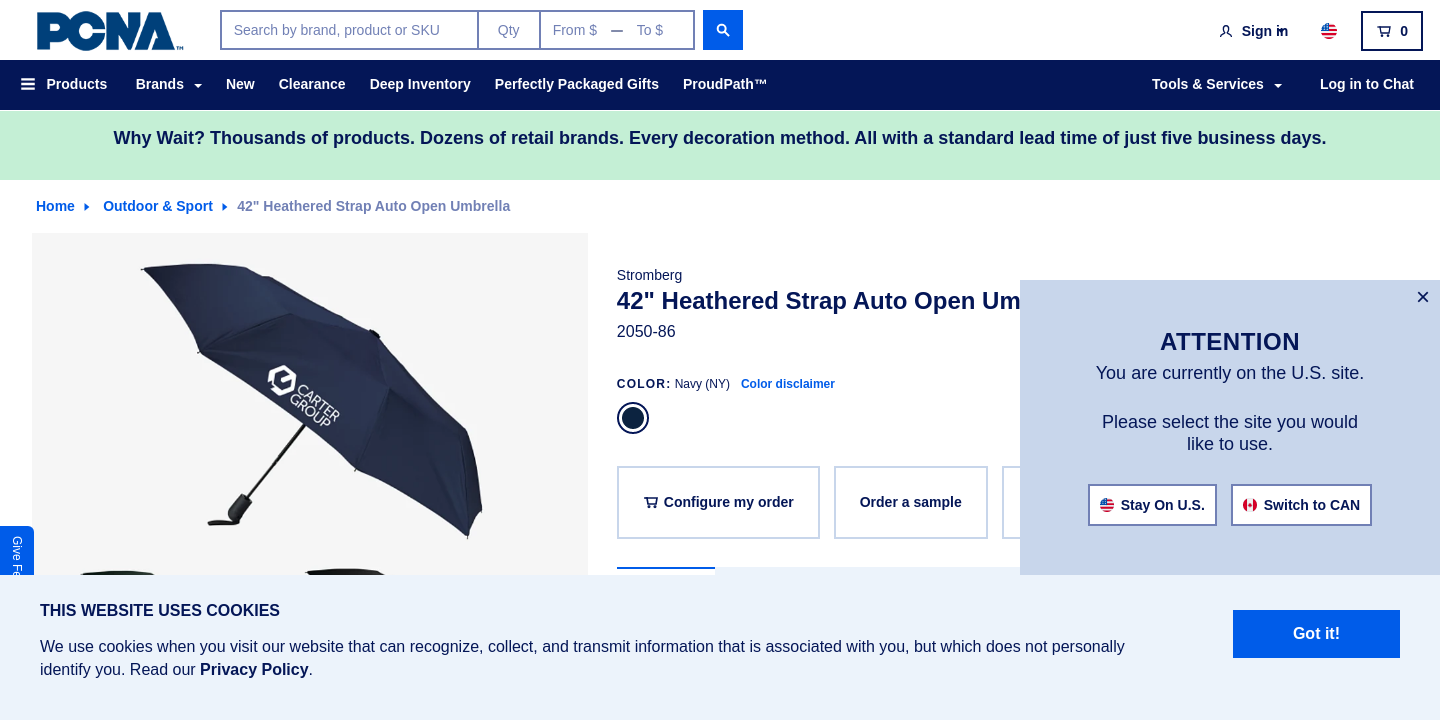 PCNA™
Search by brand, product or SKU
Qty
From $ — To $
Sign in
0
Products
Brands
New
Clearance
Deep Inventory
Perfectly Packaged Gifts
ProudPath™
Tools & Services
Log in to Chat
Why Wait? Thousands of products. Dozens of retail brands. Every decoration method. All with a standard lead time of just five business days.
Home
Outdoor & Sport
42" Heathered Strap Auto Open Umbrella
CARTER
GROUP
Stromberg
42" Heathered Strap Auto Open Um
2050-86
COLOR: Navy (NY) Color disclaimer
Configure my order
Order a sample
×
ATTENTION
You are currently on the U.S. site.
Please select the site you would
like to use.
Stay On U.S.
Switch to CAN
Give Fe
THIS WEBSITE USES COOKIES
We use cookies when you visit our website that can recognize, collect, and transmit information that is associated with you, but which does not personally
identify you. Read our Privacy Policy.
Got it!